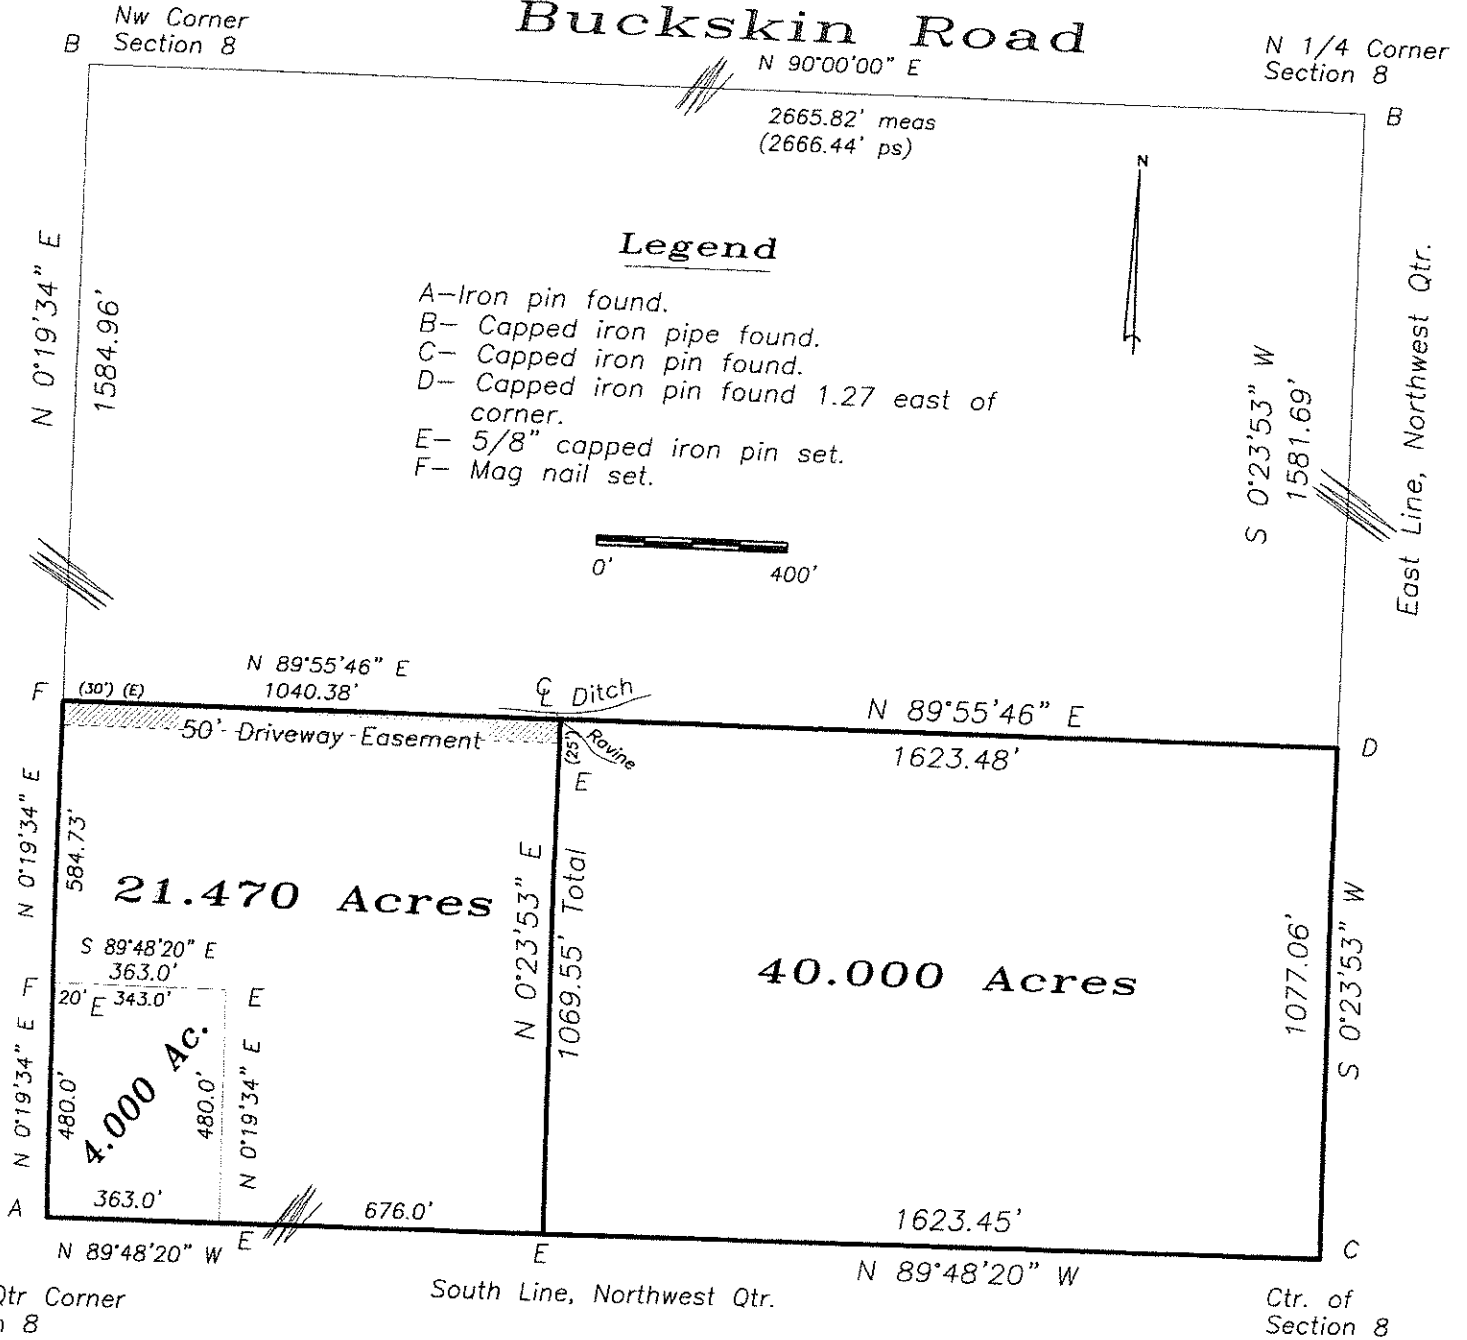 Buckskin Road
Nw Corner
Section 8
B
N 90°00'00" E
N 1/4 Corner
Section 8
B
2665.82' meas
(2666.44' ps)
N
N 0°19'34" E
1584.96'
Legend
A-Iron pin found.
B- Capped iron pipe found.
C- Capped iron pin found.
D- Capped iron pin found 1.27 east of
corner.
E- 5/8" capped iron pin set.
F- Mag nail set.
S 0°23'53" W
1581.69'
East Line, Northwest Qtr.
0'
400'
N 89°55'46" E
1040.38'
F
(30') (E)
℄ Ditch
N 89°55'46" E
1623.48'
D
50' Driveway Easement
(25')
Ravine
E
N 0°19'34" E
584.73'
21.470 Acres
N 0°23'53" E
1069.55' Total
40.000 Acres
1077.06'
S 0°23'53" W
S 89°48'20" E
363.0'
F
20'
E
343.0'
E
N 0°19'34" E
480.0'
4.000 Ac.
480.0'
N 0°19'34" E
A
363.0'
676.0'
1623.45'
N 89°48'20" W
E
E
N 89°48'20" W
C
Qtr Corner
8
South Line, Northwest Qtr.
Ctr. of
Section 8